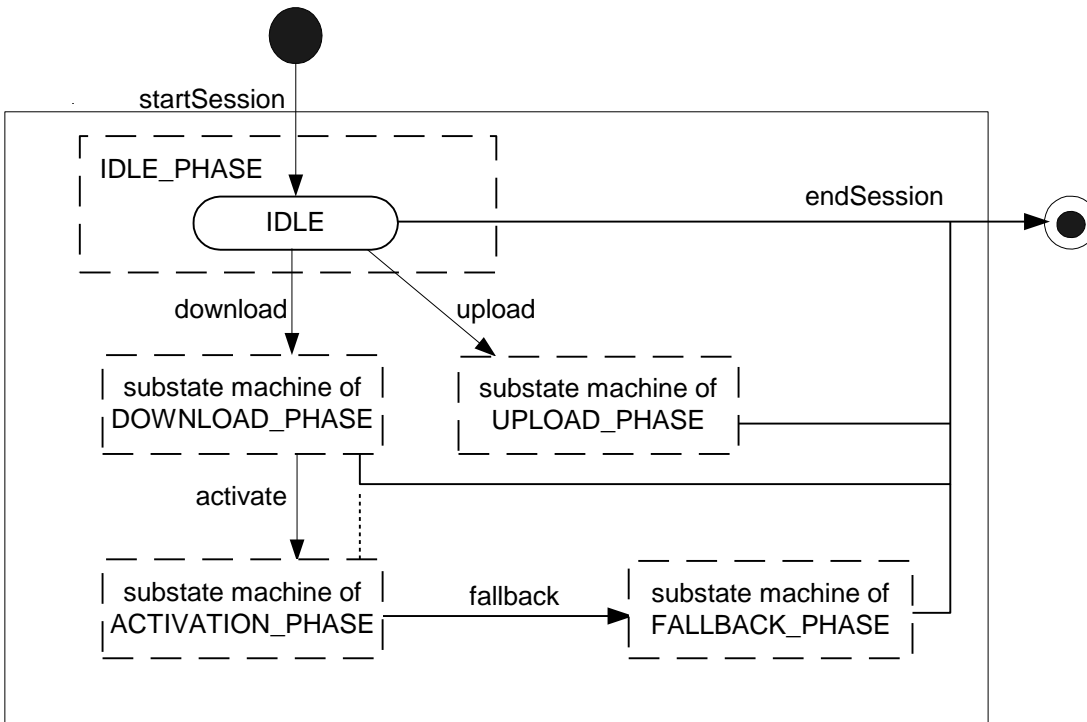 startSession
IDLE_PHASE
IDLE
endSession
download
upload
substate machine of
DOWNLOAD_PHASE
substate machine of
UPLOAD_PHASE
activate
substate machine of
ACTIVATION_PHASE
fallback
substate machine of
FALLBACK_PHASE